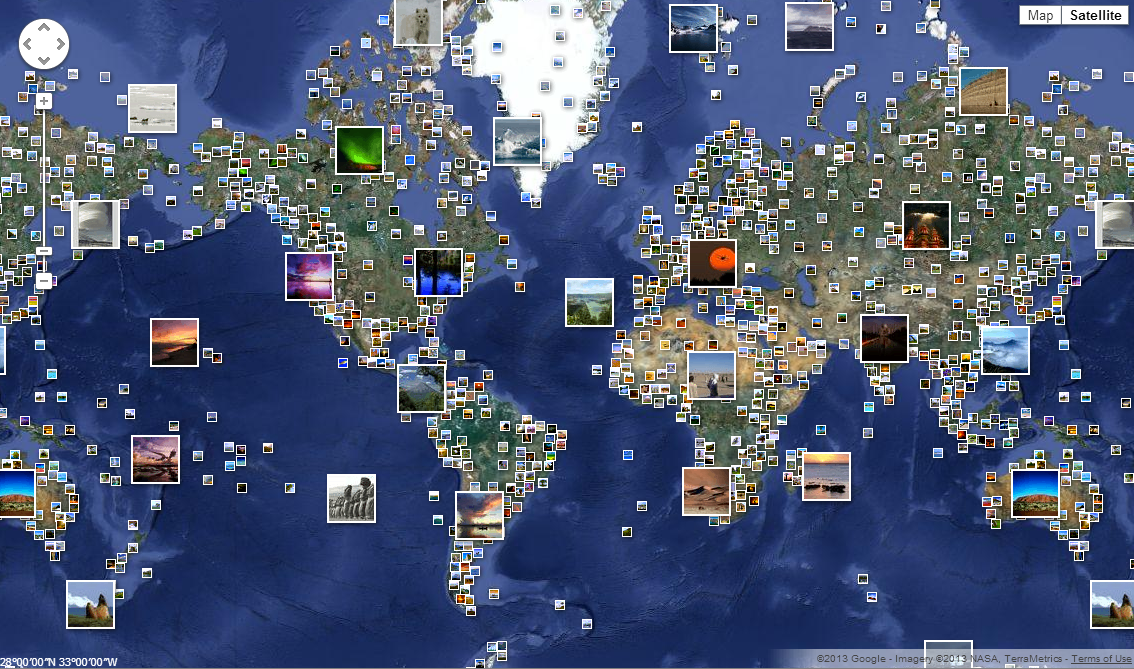 Map Satellite
28°00'00"N 33°00'00"W
©2013 Google - Imagery ©2013 NASA, TerraMetrics - Terms of Use